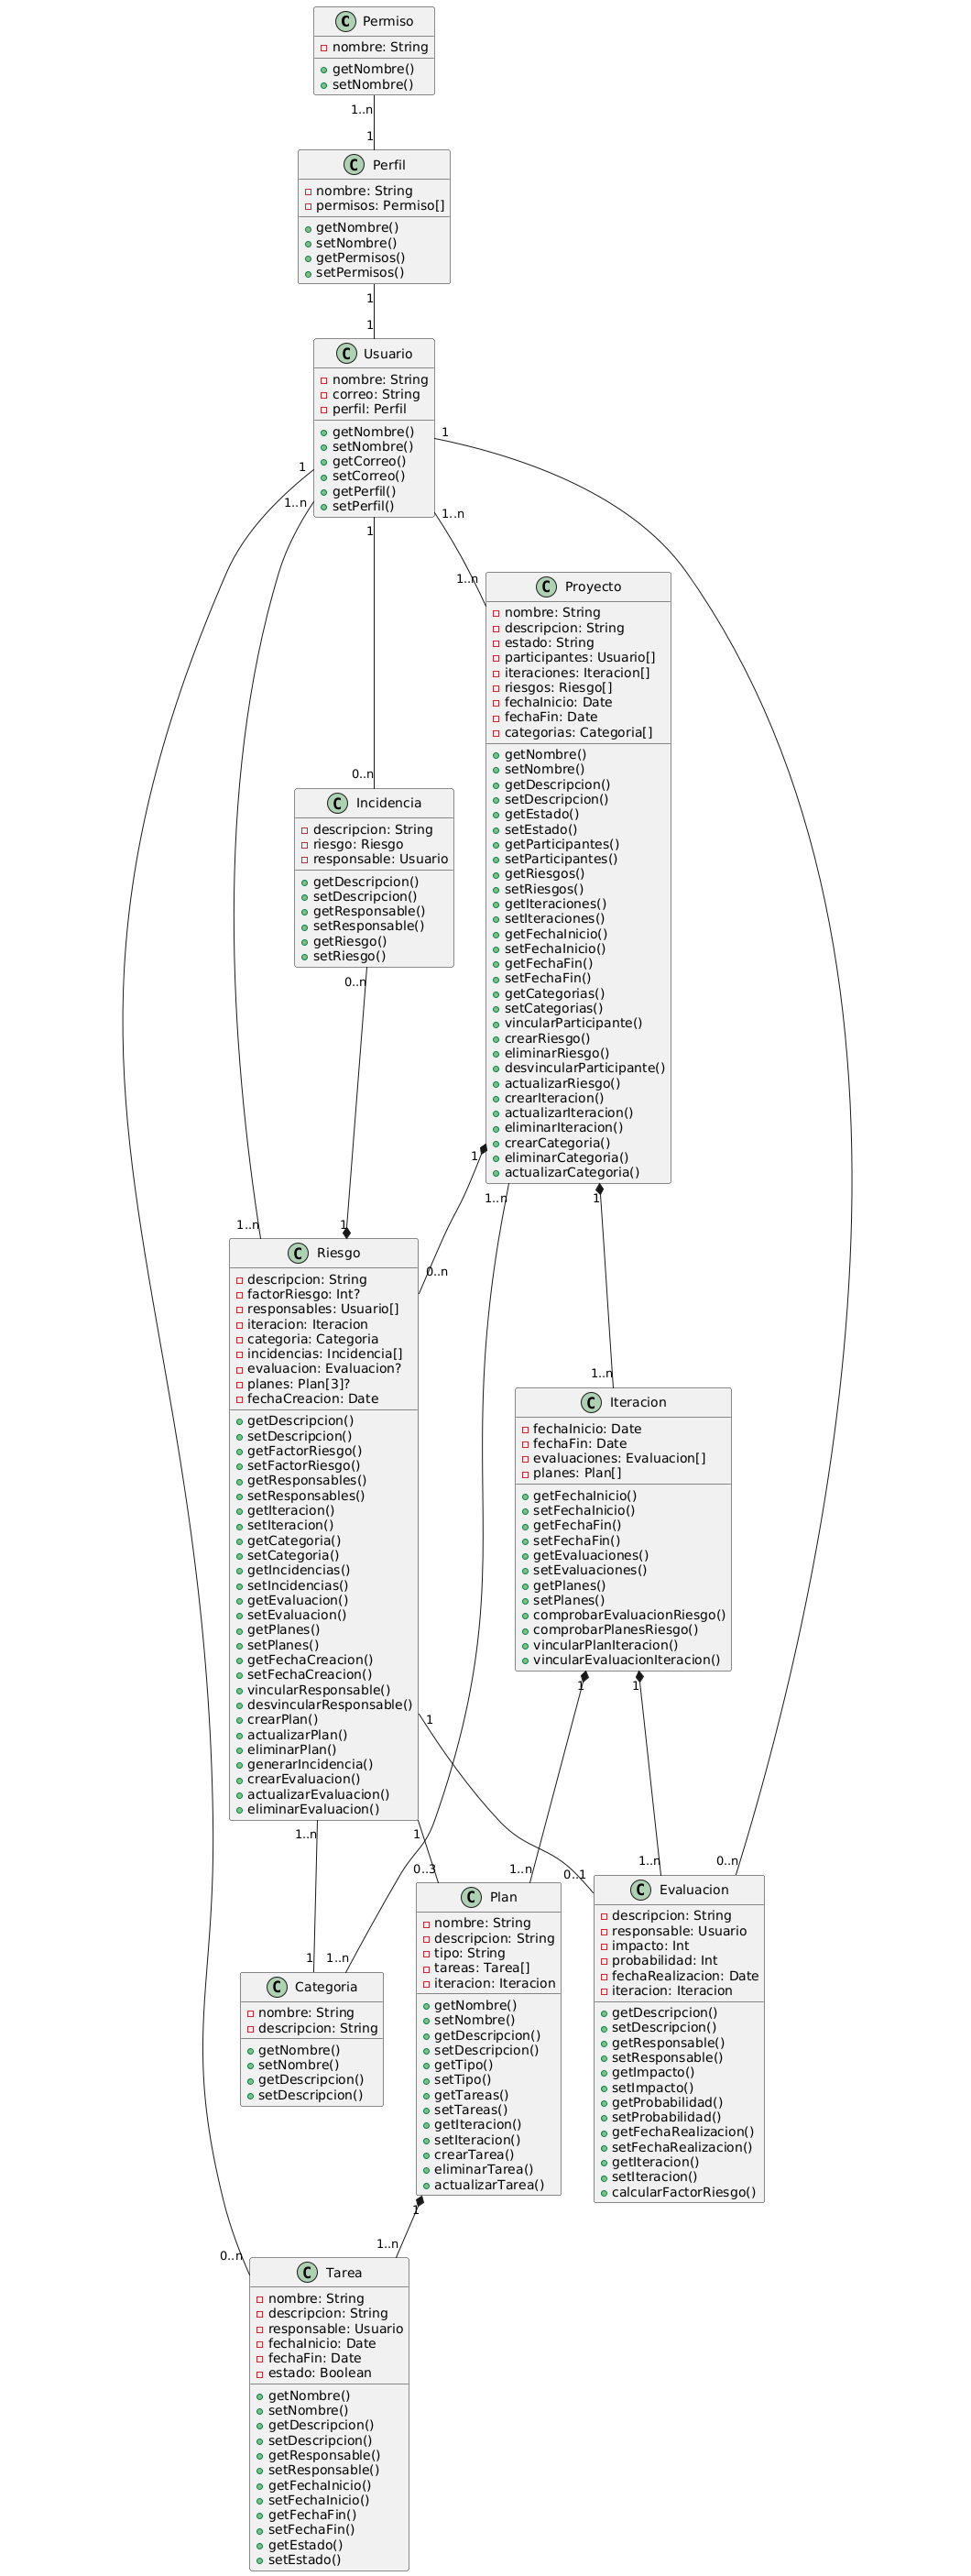 C Permiso
nombre: String
getNombre()
setNombre()
1..n
1
C Perfil
nombre: String
permisos: Permiso[]
getNombre()
setNombre()
getPermisos()
setPermisos()
1
1
C Usuario
nombre: String
correo: String
perfil: Perfil
getNombre()
setNombre()
getCorreo()
setCorreo()
getPerfil()
setPerfil()
1
1
1..n
1
1..n
1..n
C Proyecto
nombre: String
descripcion: String
estado: String
participantes: Usuario[]
iteraciones: Iteracion[]
riesgos: Riesgo[]
fechaInicio: Date
fechaFin: Date
categorias: Categoria[]
getNombre()
setNombre()
getDescripcion()
setDescripcion()
getEstado()
setEstado()
getParticipantes()
setParticipantes()
getRiesgos()
setRiesgos()
getIteraciones()
setIteraciones()
getFechaInicio()
setFechaInicio()
getFechaFin()
setFechaFin()
getCategorias()
setCategorias()
vincularParticipante()
crearRiesgo()
eliminarRiesgo()
desvincularParticipante()
actualizarRiesgo()
crearIteracion()
actualizarIteracion()
eliminarIteracion()
crearCategoria()
eliminarCategoria()
actualizarCategoria()
0..n
C Incidencia
descripcion: String
riesgo: Riesgo
responsable: Usuario
getDescripcion()
setDescripcion()
getResponsable()
setResponsable()
getRiesgo()
setRiesgo()
0..n
1
1..n
1
1..n
1
0..n
C Riesgo
descripcion: String
factorRiesgo: Int?
responsables: Usuario[]
iteracion: Iteracion
categoria: Categoria
incidencias: Incidencia[]
evaluacion: Evaluacion?
planes: Plan[3]?
fechaCreacion: Date
getDescripcion()
setDescripcion()
getFactorRiesgo()
setFactorRiesgo()
getResponsables()
setResponsables()
getIteracion()
setIteracion()
getCategoria()
setCategoria()
getIncidencias()
setIncidencias()
getEvaluacion()
setEvaluacion()
getPlanes()
setPlanes()
getFechaCreacion()
setFechaCreacion()
vincularResponsable()
desvincularResponsable()
crearPlan()
actualizarPlan()
eliminarPlan()
generarIncidencia()
crearEvaluacion()
actualizarEvaluacion()
eliminarEvaluacion()
1..n
C Iteracion
fechaInicio: Date
fechaFin: Date
evaluaciones: Evaluacion[]
planes: Plan[]
getFechaInicio()
setFechaInicio()
getFechaFin()
setFechaFin()
getEvaluaciones()
setEvaluaciones()
getPlanes()
setPlanes()
comprobarEvaluacionRiesgo()
comprobarPlanesRiesgo()
vincularPlanIteracion()
vincularEvaluacionIteracion()
1
1
1
1..n
1
0..3
1..n
0..1
1..n
0..n
1
1..n
C Categoria
nombre: String
descripcion: String
getNombre()
setNombre()
getDescripcion()
setDescripcion()
C Plan
nombre: String
descripcion: String
tipo: String
tareas: Tarea[]
iteracion: Iteracion
getNombre()
setNombre()
getDescripcion()
setDescripcion()
getTipo()
setTipo()
getTareas()
setTareas()
getIteracion()
setIteracion()
crearTarea()
eliminarTarea()
actualizarTarea()
C Evaluacion
descripcion: String
responsable: Usuario
impacto: Int
probabilidad: Int
fechaRealizacion: Date
iteracion: Iteracion
getDescripcion()
setDescripcion()
getResponsable()
setResponsable()
getImpacto()
setImpacto()
getProbabilidad()
setProbabilidad()
getFechaRealizacion()
setFechaRealizacion()
getIteracion()
setIteracion()
calcularFactorRiesgo()
1
1..n
0..n
C Tarea
nombre: String
descripcion: String
responsable: Usuario
fechaInicio: Date
fechaFin: Date
estado: Boolean
getNombre()
setNombre()
getDescripcion()
setDescripcion()
getResponsable()
setResponsable()
getFechaInicio()
setFechaInicio()
getFechaFin()
setFechaFin()
getEstado()
setEstado()